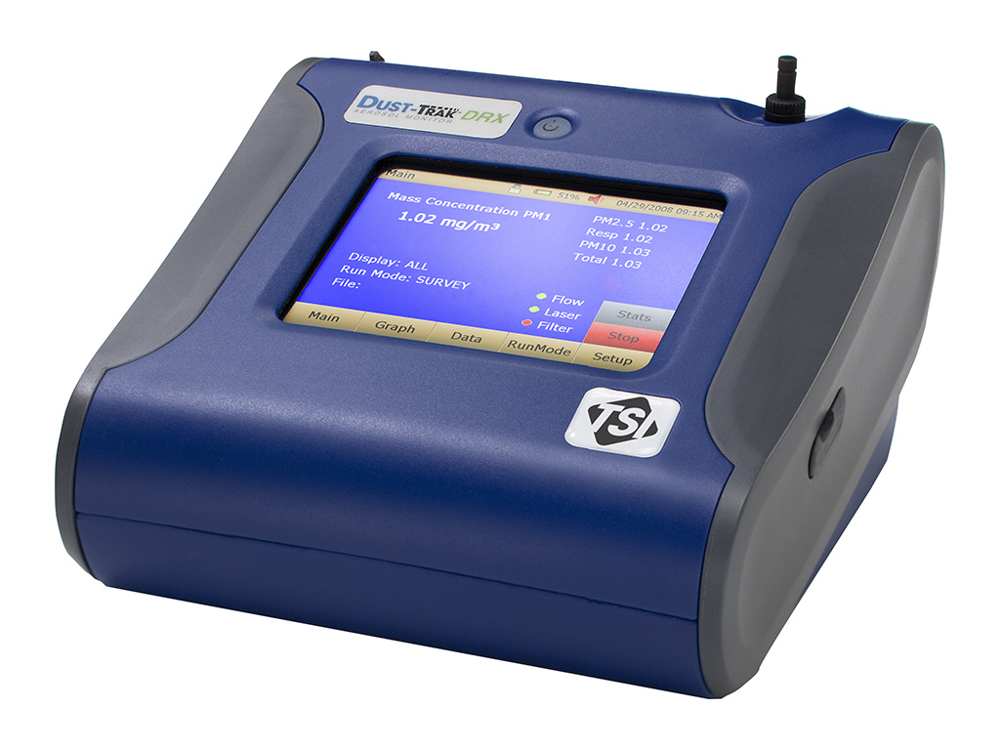 DUST-TRAK DRX
AEROSOL MONITOR
Main 51% 04/29/2008 09:15 AM
Mass Concentration PM1
1.02 mg/m³
PM2.5 1.02
Resp 1.02
PM10 1.03
Total 1.03
Display: ALL
Run Mode: SURVEY
File:
Flow
Laser
Filter
Stats
Stop
Main Graph Data RunMode Setup
TSI